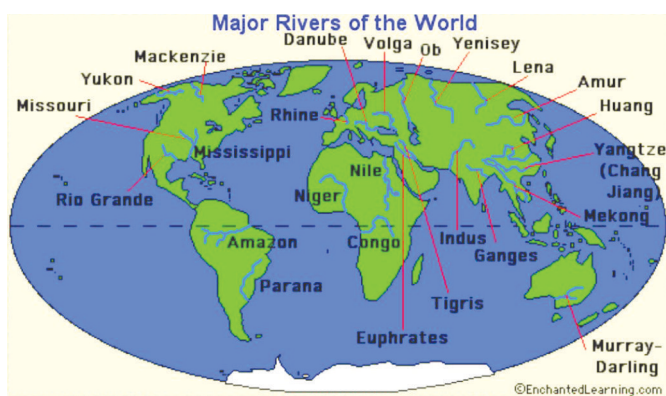 Major Rivers of the World
Danube
Volga
Ob
Yenisey
Mackenzie
Lena
Yukon
Amur
Missouri
Rhine
Huang
Mississippi
Yangtze
(Chang
Jiang)
Nile
Rio Grande
Niger
Mekong
Amazon
Congo
Indus
Ganges
Parana
Tigris
Euphrates
Murray-
Darling
©EnchantedLearning.com